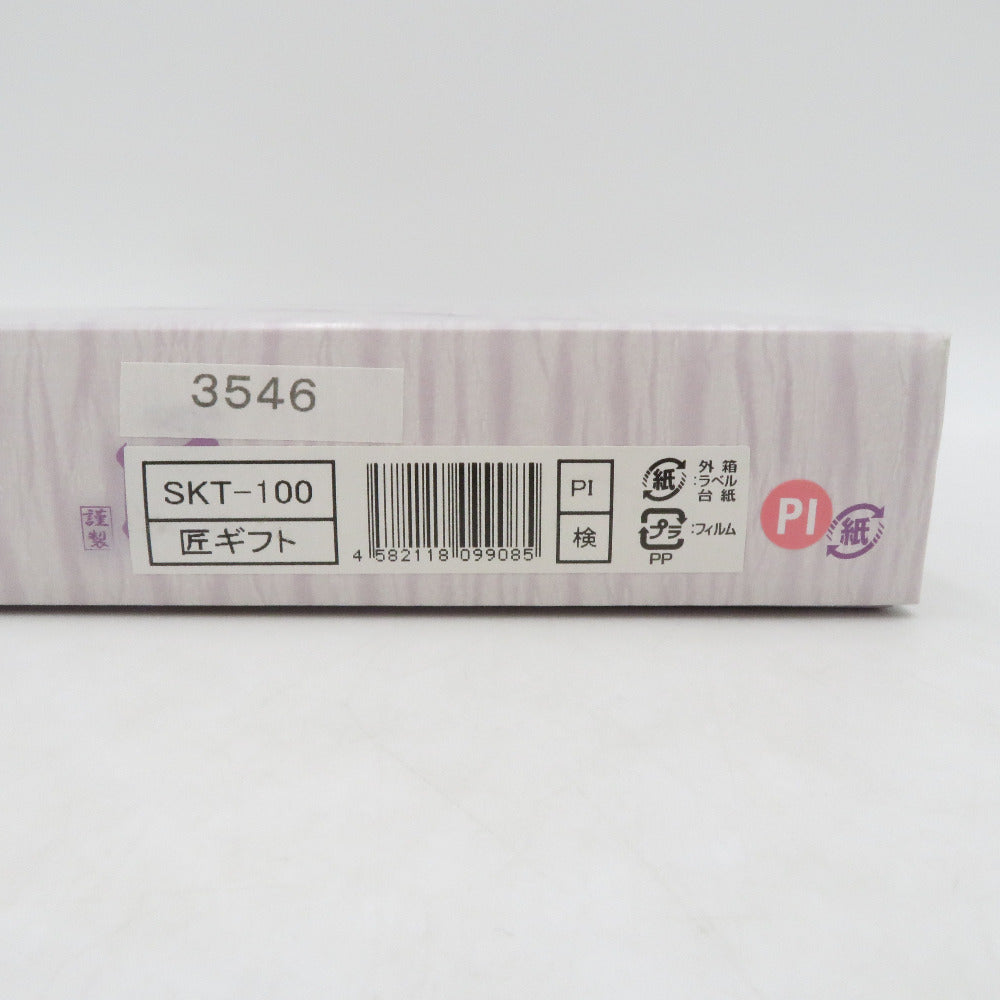 3546
謹製
SKT-100
匠ギフト
4 582118 099085
PI
検
紙
外箱
:ラベル
台紙
プラ
:フィルム
PP
PI
紙